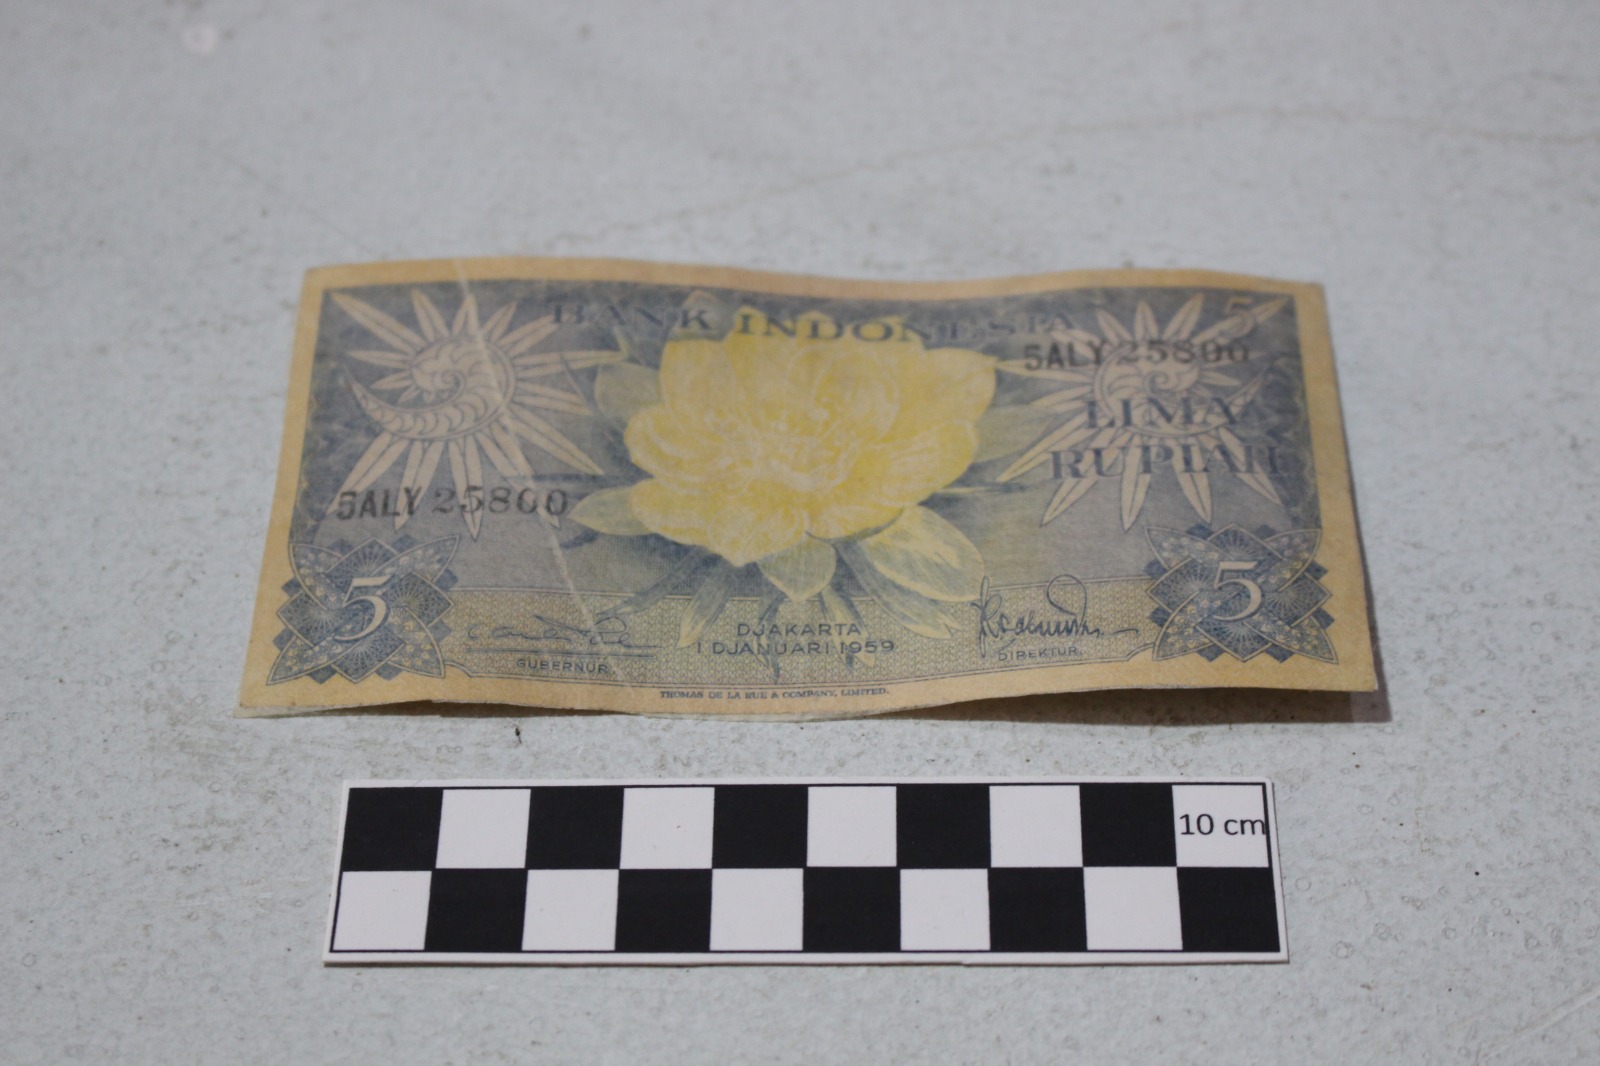 BANK INDONESIA
5
5ALY 25800
LIMA
RUPIAH
5ALY 25800
5
5
DJAKARTA
1 DJANUARI 1959
GUBERNUR
DIREKTUR
THOMAS DE LA RUE & COMPANY, LIMITED.
10 cm